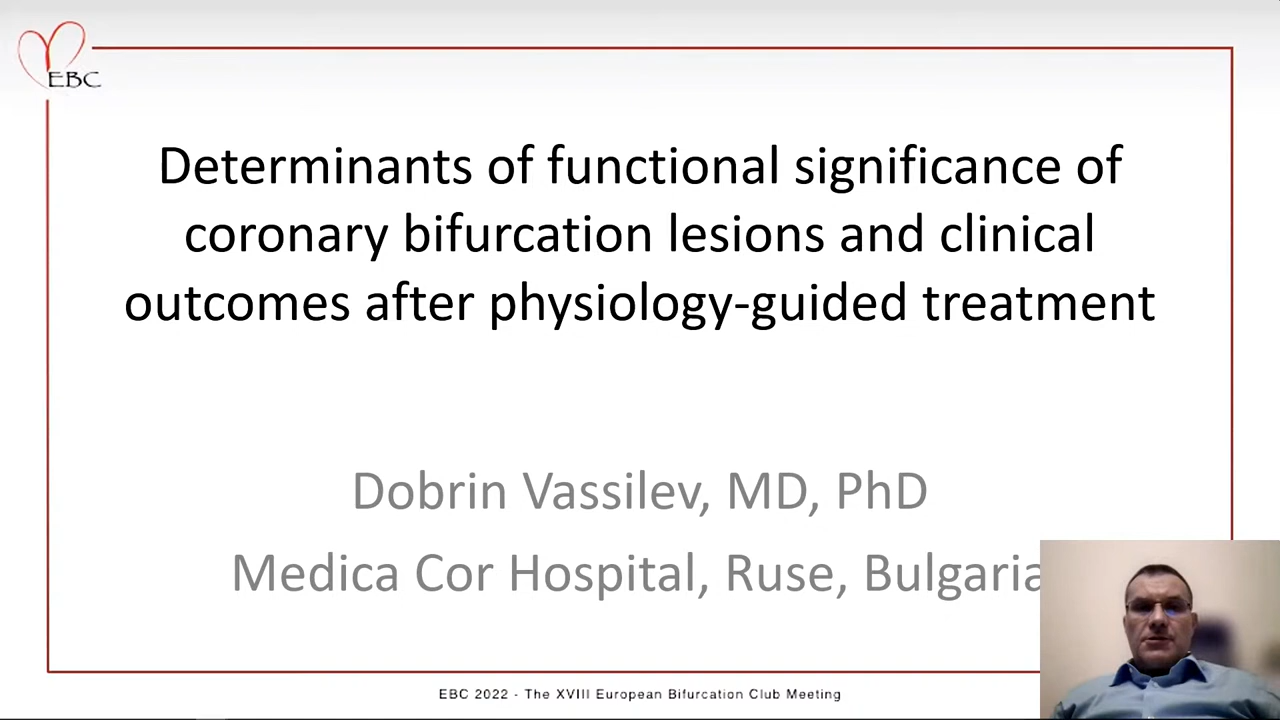 EBC
Determinants of functional significance of
coronary bifurcation lesions and clinical
outcomes after physiology-guided treatment
Dobrin Vassilev, MD, PhD
Medica Cor Hospital, Ruse, Bulgaria
EBC 2022 - The XVIII European Bifurcation Club Meeting